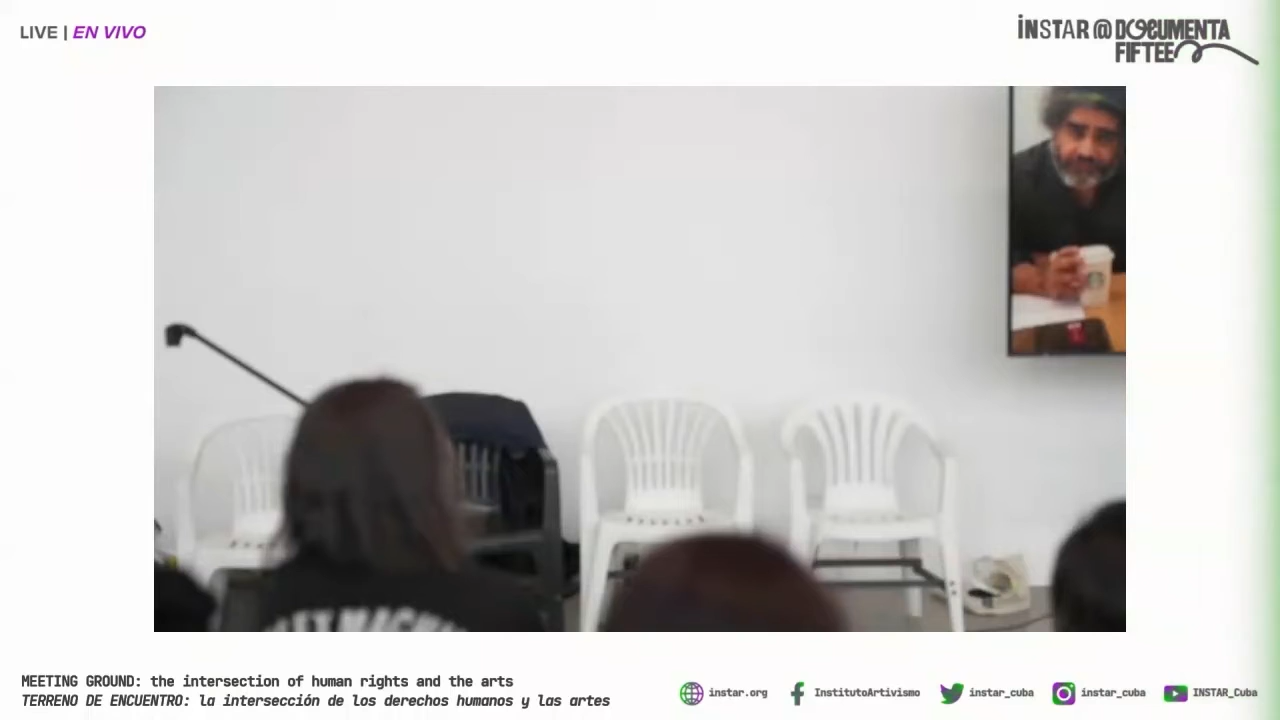 LIVE | EN VIVO
INSTAR @ DOCUMENTA
FIFTEEN
MEETING GROUND: the intersection of human rights and the arts
TERRENO DE ENCUENTRO: la intersección de los derechos humanos y las artes
instar.org
InstitutoArtivismo
instar_cuba
instar_cuba
INSTAR_Cuba